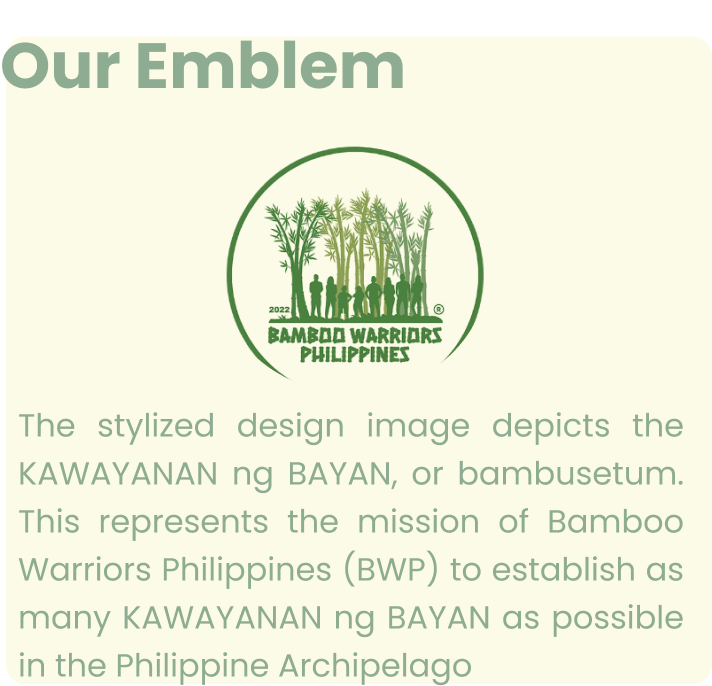 Our Emblem
2022
®
BAMBOO WARRIORS
PHILIPPINES
The stylized design image depicts the
KAWAYANAN ng BAYAN, or bambusetum.
This represents the mission of Bamboo
Warriors Philippines (BWP) to establish as
many KAWAYANAN ng BAYAN as possible
in the Philippine Archipelago